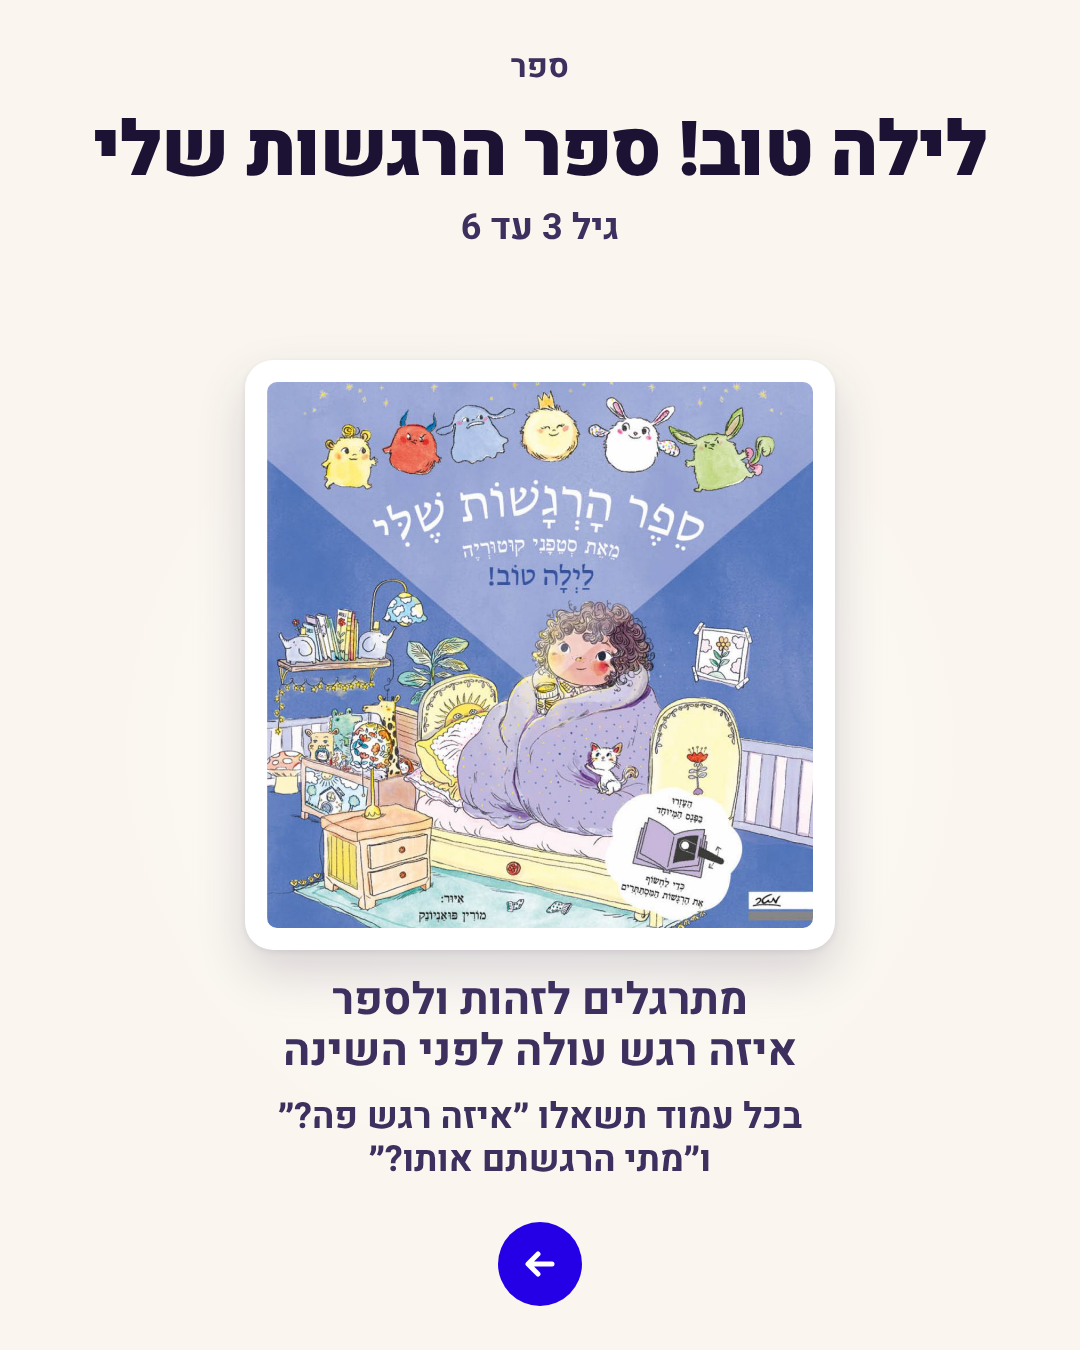 ספר
לילה טוב! ספר הרגשות שלי
גיל 3 עד 6
סֵפֶר הָרְגָשׁוֹת שֶׁלִּי
מֵאֵת סְטֵפָנִי קוּטוּרְיֶה
לַיְלָה טוֹב!
הֵעָזְרוּ
בַּפָּנָס הַמְּיוּחָד
כְּדֵי לַחְשׂוֹף
אֶת הָרְגָשׁוֹת הַמִּסְתַּתְּרִים
אִיּוּר:
מוֹרִין פּוּאַנְיוֹנֶק
מטר
מתרגלים לזהות ולספר
איזה רגש עולה לפני השינה
בכל עמוד תשאלו ״איזה רגש פה?״
ו״מתי הרגשתם אותו?״